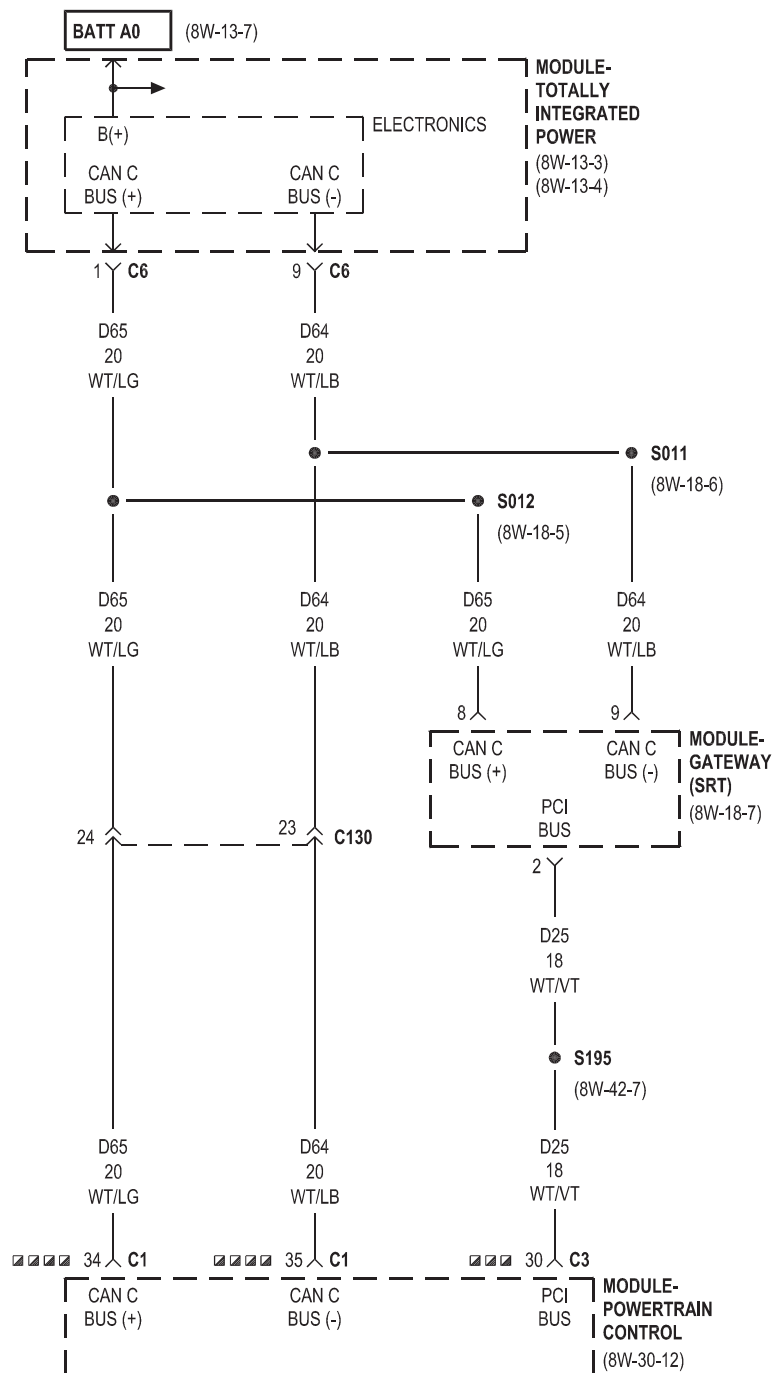 BATT A0 (8W-13-7)
MODULE-
TOTALLY
INTEGRATED
POWER
(8W-13-3)
(8W-13-4)
ELECTRONICS
B(+)
CAN C
BUS (+)
CAN C
BUS (-)
1 C6
9 C6
D65
20
WT/LG
D64
20
WT/LB
S011
(8W-18-6)
S012
(8W-18-5)
D65
20
WT/LG
D64
20
WT/LB
D65
20
WT/LG
D64
20
WT/LB
8
9
CAN C
BUS (+)
CAN C
BUS (-)
PCI
BUS
MODULE-
GATEWAY
(SRT)
(8W-18-7)
24
23
C130
2
D25
18
WT/VT
S195
(8W-42-7)
D65
20
WT/LG
D64
20
WT/LB
D25
18
WT/VT
34 C1
35 C1
30 C3
CAN C
BUS (+)
CAN C
BUS (-)
PCI
BUS
MODULE-
POWERTRAIN
CONTROL
(8W-30-12)